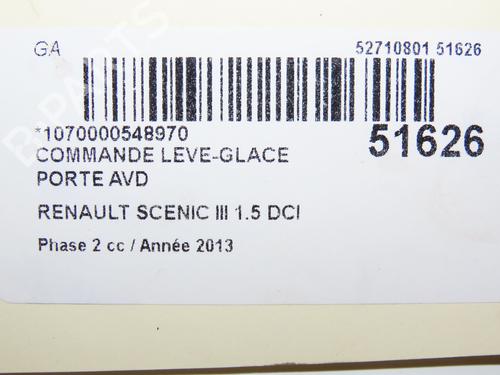 GA 52710801 51626
*1070000548970 51626
COMMANDE LEVE-GLACE
PORTE AVD
RENAULT SCENIC III 1.5 DCI
Phase 2 cc / Année 2013